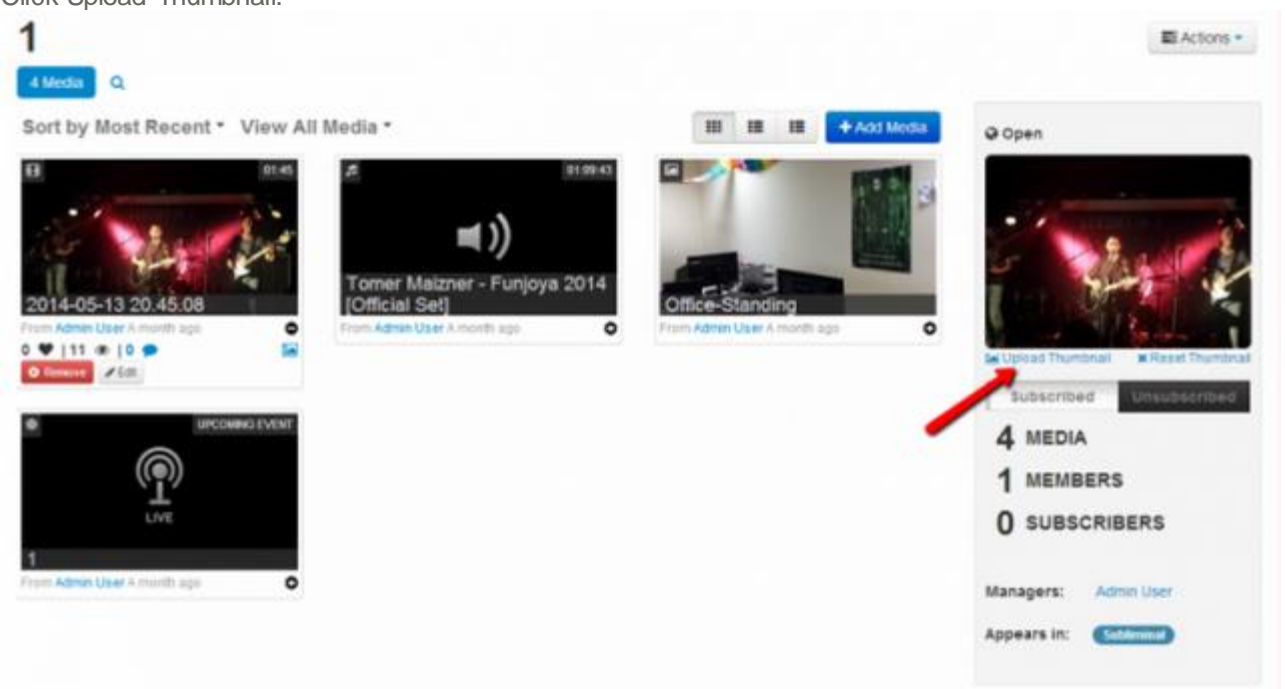 Click Upload Thumbnail.
1
Actions
4 Media
Sort by Most Recent View All Media
+ Add Media
Open
01:45
2014-05-13 20.45.08
From Admin User A month ago
0 | 11 | 0
Remove Edit
01:09:43
Tomer Maizner - Funjoya 2014
[Official Set]
From Admin User A month ago
Office-Standing
From Admin User A month ago
Upload Thumbnail Reset Thumbnail
Subscribed Unsubscribed
4 MEDIA
1 MEMBERS
0 SUBSCRIBERS
Managers: Admin User
Appears in:
UPCOMING EVENT
LIVE
1
From Admin User A month ago